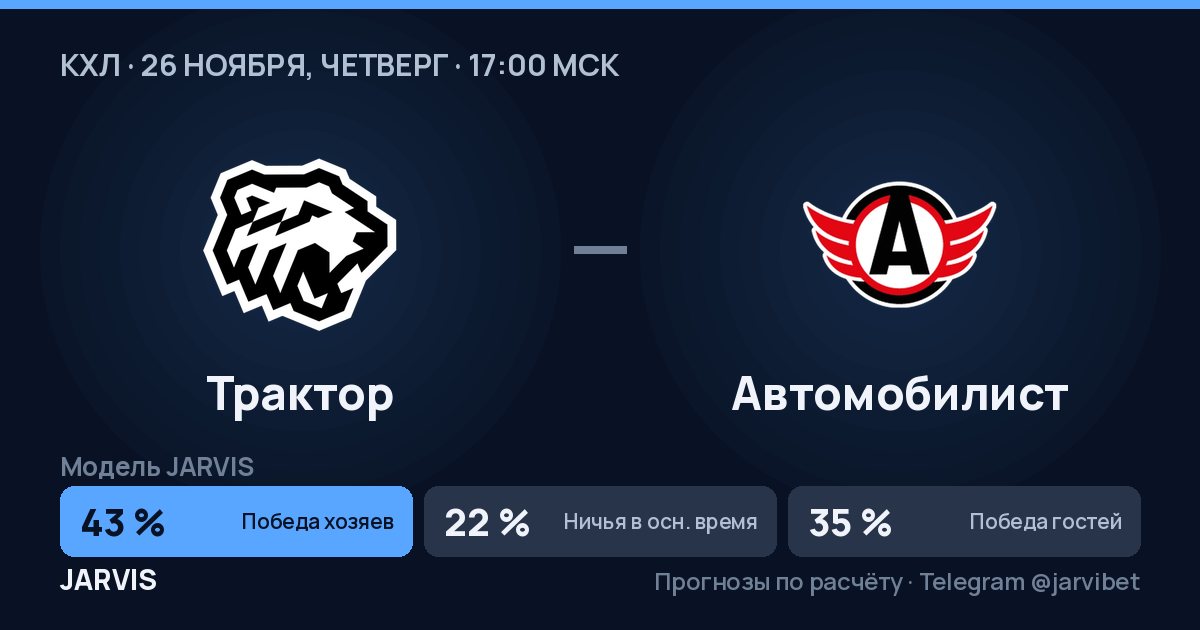 КХЛ · 26 НОЯБРЯ, ЧЕТВЕРГ · 17:00 МСК
А
—
Трактор
Автомобилист
Модель JARVIS
43 % Победа хозяев
22 % Ничья в осн. время
35 % Победа гостей
JARVIS
Прогнозы по расчёту · Telegram @jarvibet